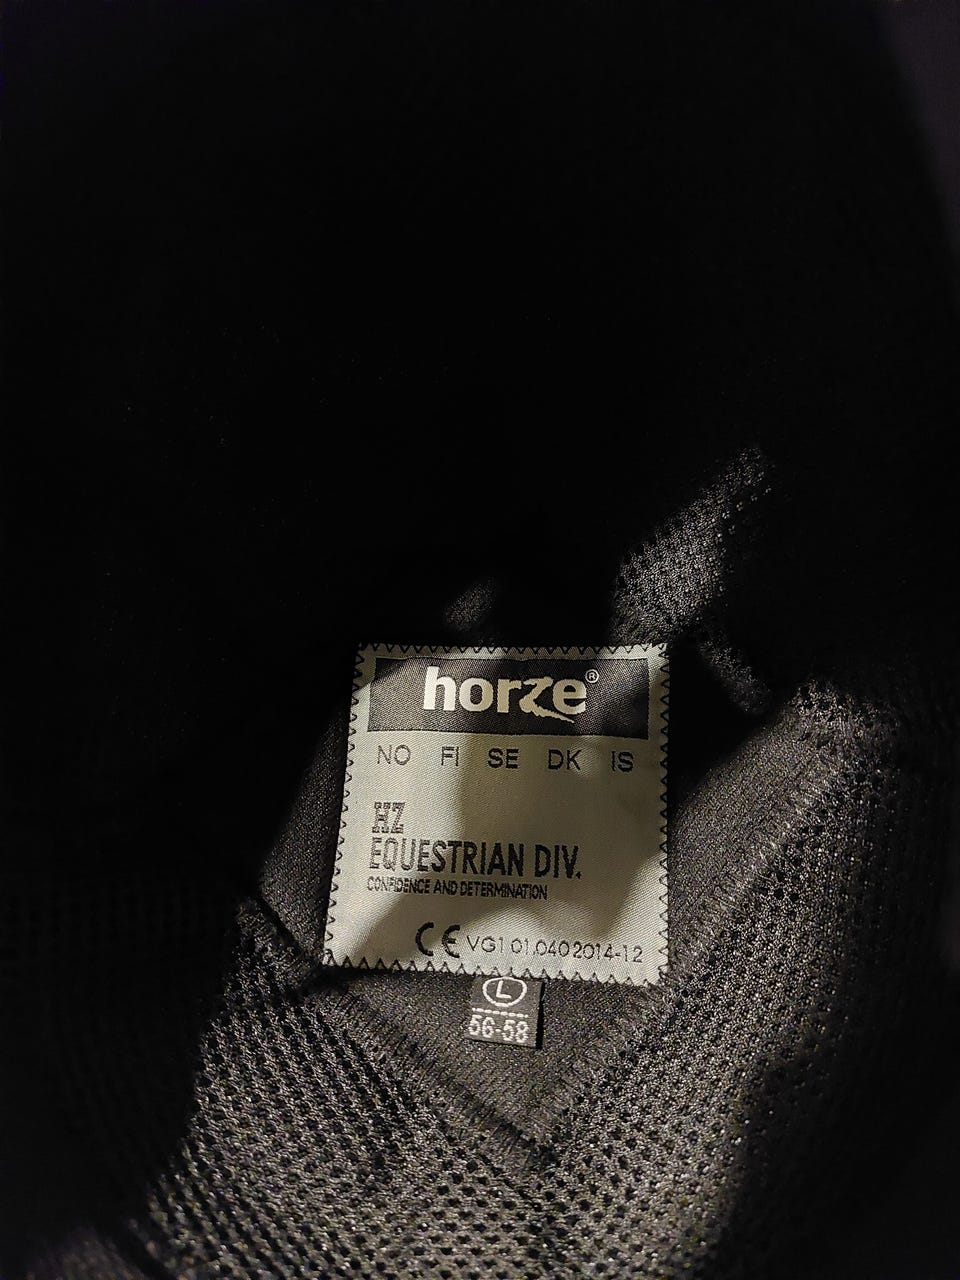 horze®
NO FI SE DK IS
HZ
EQUESTRIAN DIV.
CONFIDENCE AND DETERMINATION
CE VG1 01.040 2014-12
L
56-58